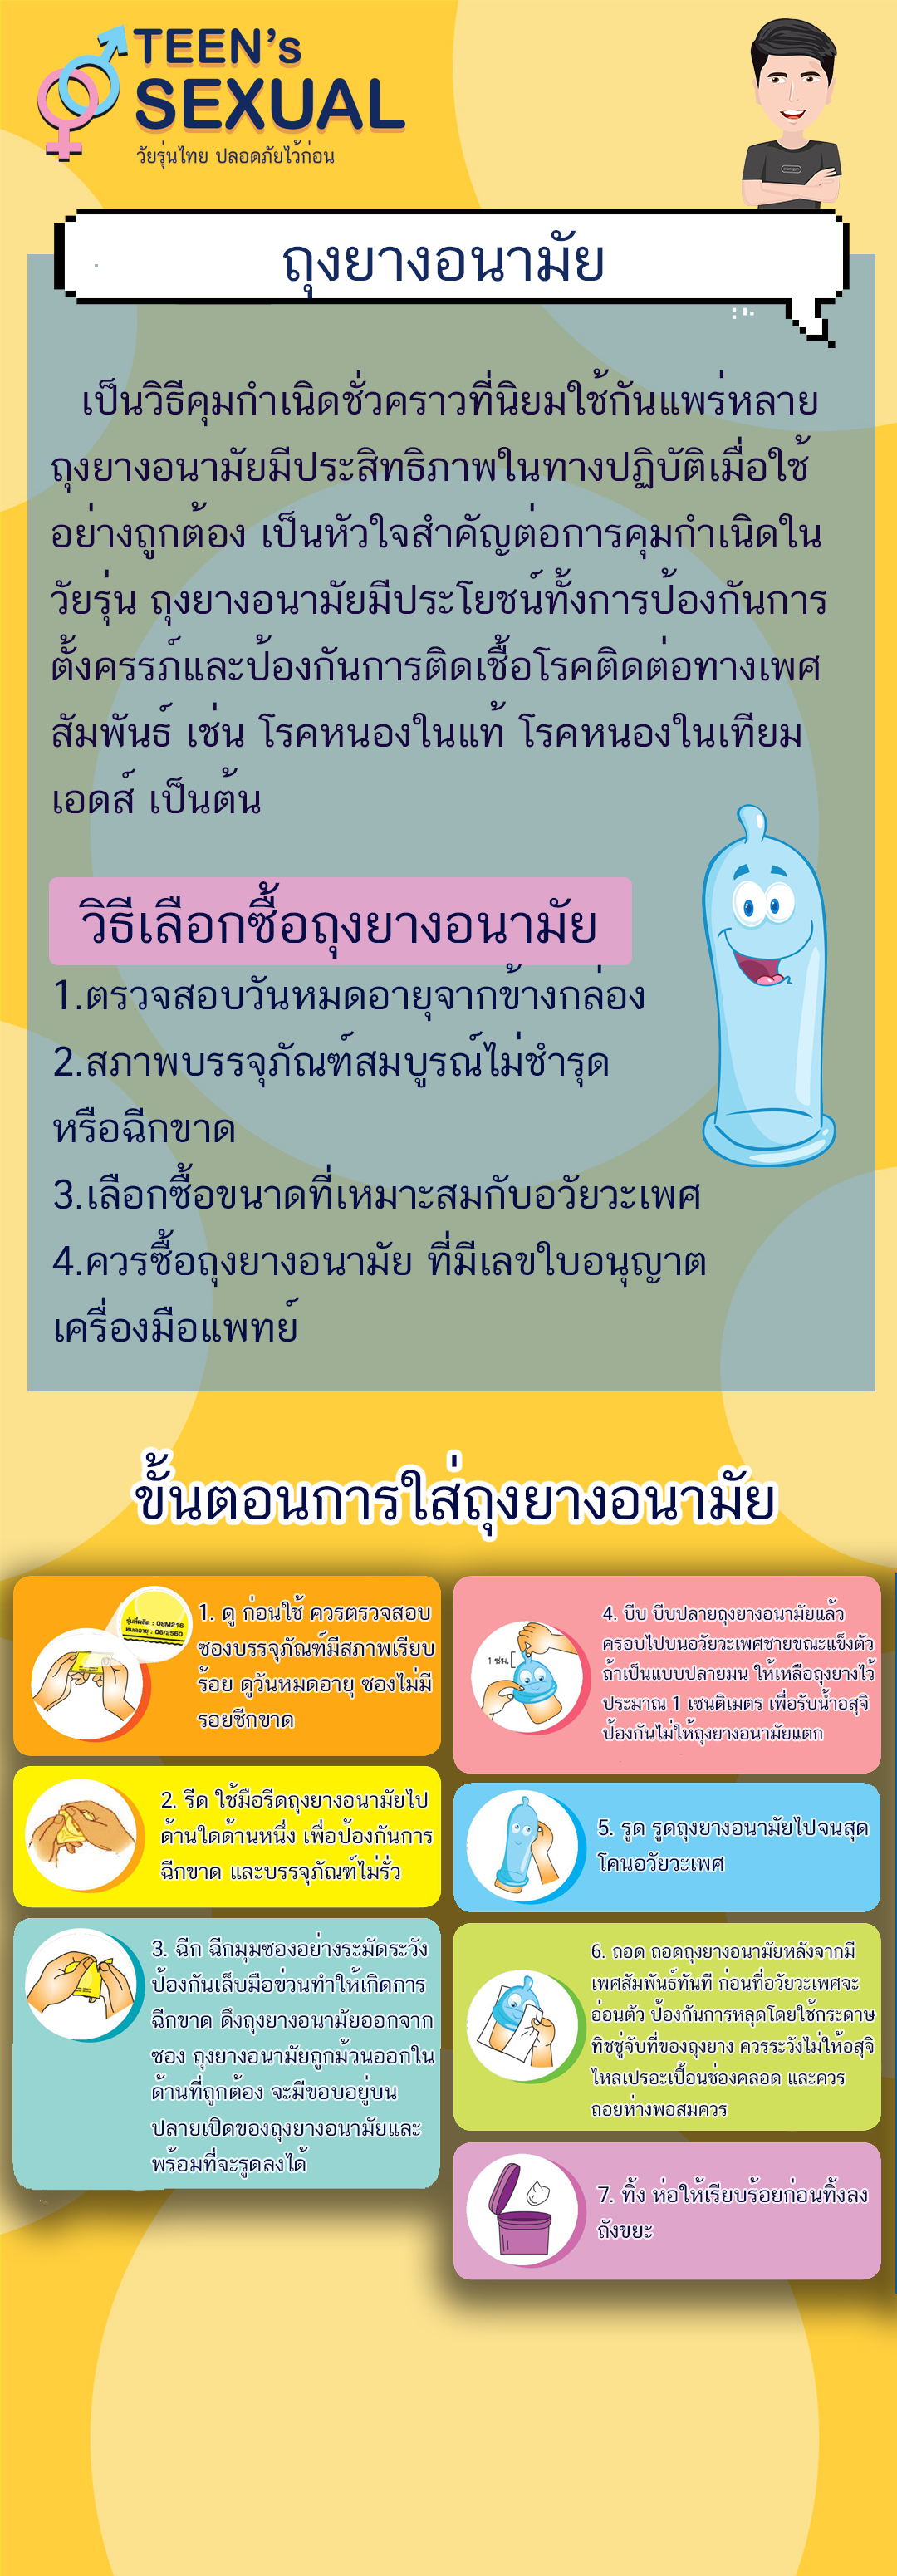 TEEN's
SEXUAL
วัยรุ่นไทย ปลอดภัยไว้ก่อน
ถุงยางอนามัย
เป็นวิธีคุมกำเนิดชั่วคราวที่นิยมใช้กันแพร่หลาย
ถุงยางอนามัยมีประสิทธิภาพในทางปฏิบัติเมื่อใช้
อย่างถูกต้อง เป็นหัวใจสำคัญต่อการคุมกำเนิดใน
วัยรุ่น ถุงยางอนามัยมีประโยชน์ทั้งการป้องกันการ
ตั้งครรภ์และป้องกันการติดเชื้อโรคติดต่อทางเพศ
สัมพันธ์ เช่น โรคหนองในแท้ โรคหนองในเทียม
เอดส์ เป็นต้น
วิธีเลือกซื้อถุงยางอนามัย
1.ตรวจสอบวันหมดอายุจากข้างกล่อง
2.สภาพบรรจุภัณฑ์สมบูรณ์ไม่ชำรุด
หรือฉีกขาด
3.เลือกซื้อขนาดที่เหมาะสมกับอวัยวะเพศ
4.ควรซื้อถุงยางอนามัย ที่มีเลขใบอนุญาต
เครื่องมือแพทย์
ขั้นตอนการใส่ถุงยางอนามัย
รุ่นที่ผลิต : 08M216
หมดอายุ : 06/2560
1. ดู ก่อนใช้ ควรตรวจสอบ
ซองบรรจุภัณฑ์มีสภาพเรียบ
ร้อย ดูวันหมดอายุ ซองไม่มี
รอยซีกขาด
2. รีด ใช้มือรีดถุงยางอนามัยไป
ด้านใดด้านหนึ่ง เพื่อป้องกันการ
ฉีกขาด และบรรจุภัณฑ์ไม่รั่ว
3. ฉีก ฉีกมุมซองอย่างระมัดระวัง
ป้องกันเล็บมือข่วนทำให้เกิดการ
ฉีกขาด ดึงถุงยางอนามัยออกจาก
ซอง ถุงยางอนามัยถูกม้วนออกใน
ด้านที่ถูกต้อง จะมีขอบอยู่บน
ปลายเปิดของถุงยางอนามัยและ
พร้อมที่จะรูดลงได้
1 ซม.
4. บีบ บีบปลายถุงยางอนามัยแล้ว
ครอบไปบนอวัยวะเพศชายขณะแข็งตัว
ถ้าเป็นแบบปลายมน ให้เหลือถุงยางไว้
ประมาณ 1 เซนติเมตร เพื่อรับน้ำอสุจิ
ป้องกันไม่ให้ถุงยางอนามัยแตก
5. รูด รูดถุงยางอนามัยไปจนสุด
โคนอวัยวะเพศ
6. ถอด ถอดถุงยางอนามัยหลังจากมี
เพศสัมพันธ์ทันที ก่อนที่อวัยวะเพศจะ
อ่อนตัว ป้องกันการหลุดโดยใช้กระดาษ
ทิชชู่จับที่ของถุงยาง ควรระวังไม่ให้อสุจิ
ไหลเปรอะเปื้อนช่องคลอด และควร
ถอยห่างพอสมควร
7. ทิ้ง ห่อให้เรียบร้อยก่อนทิ้งลง
ถังขยะ